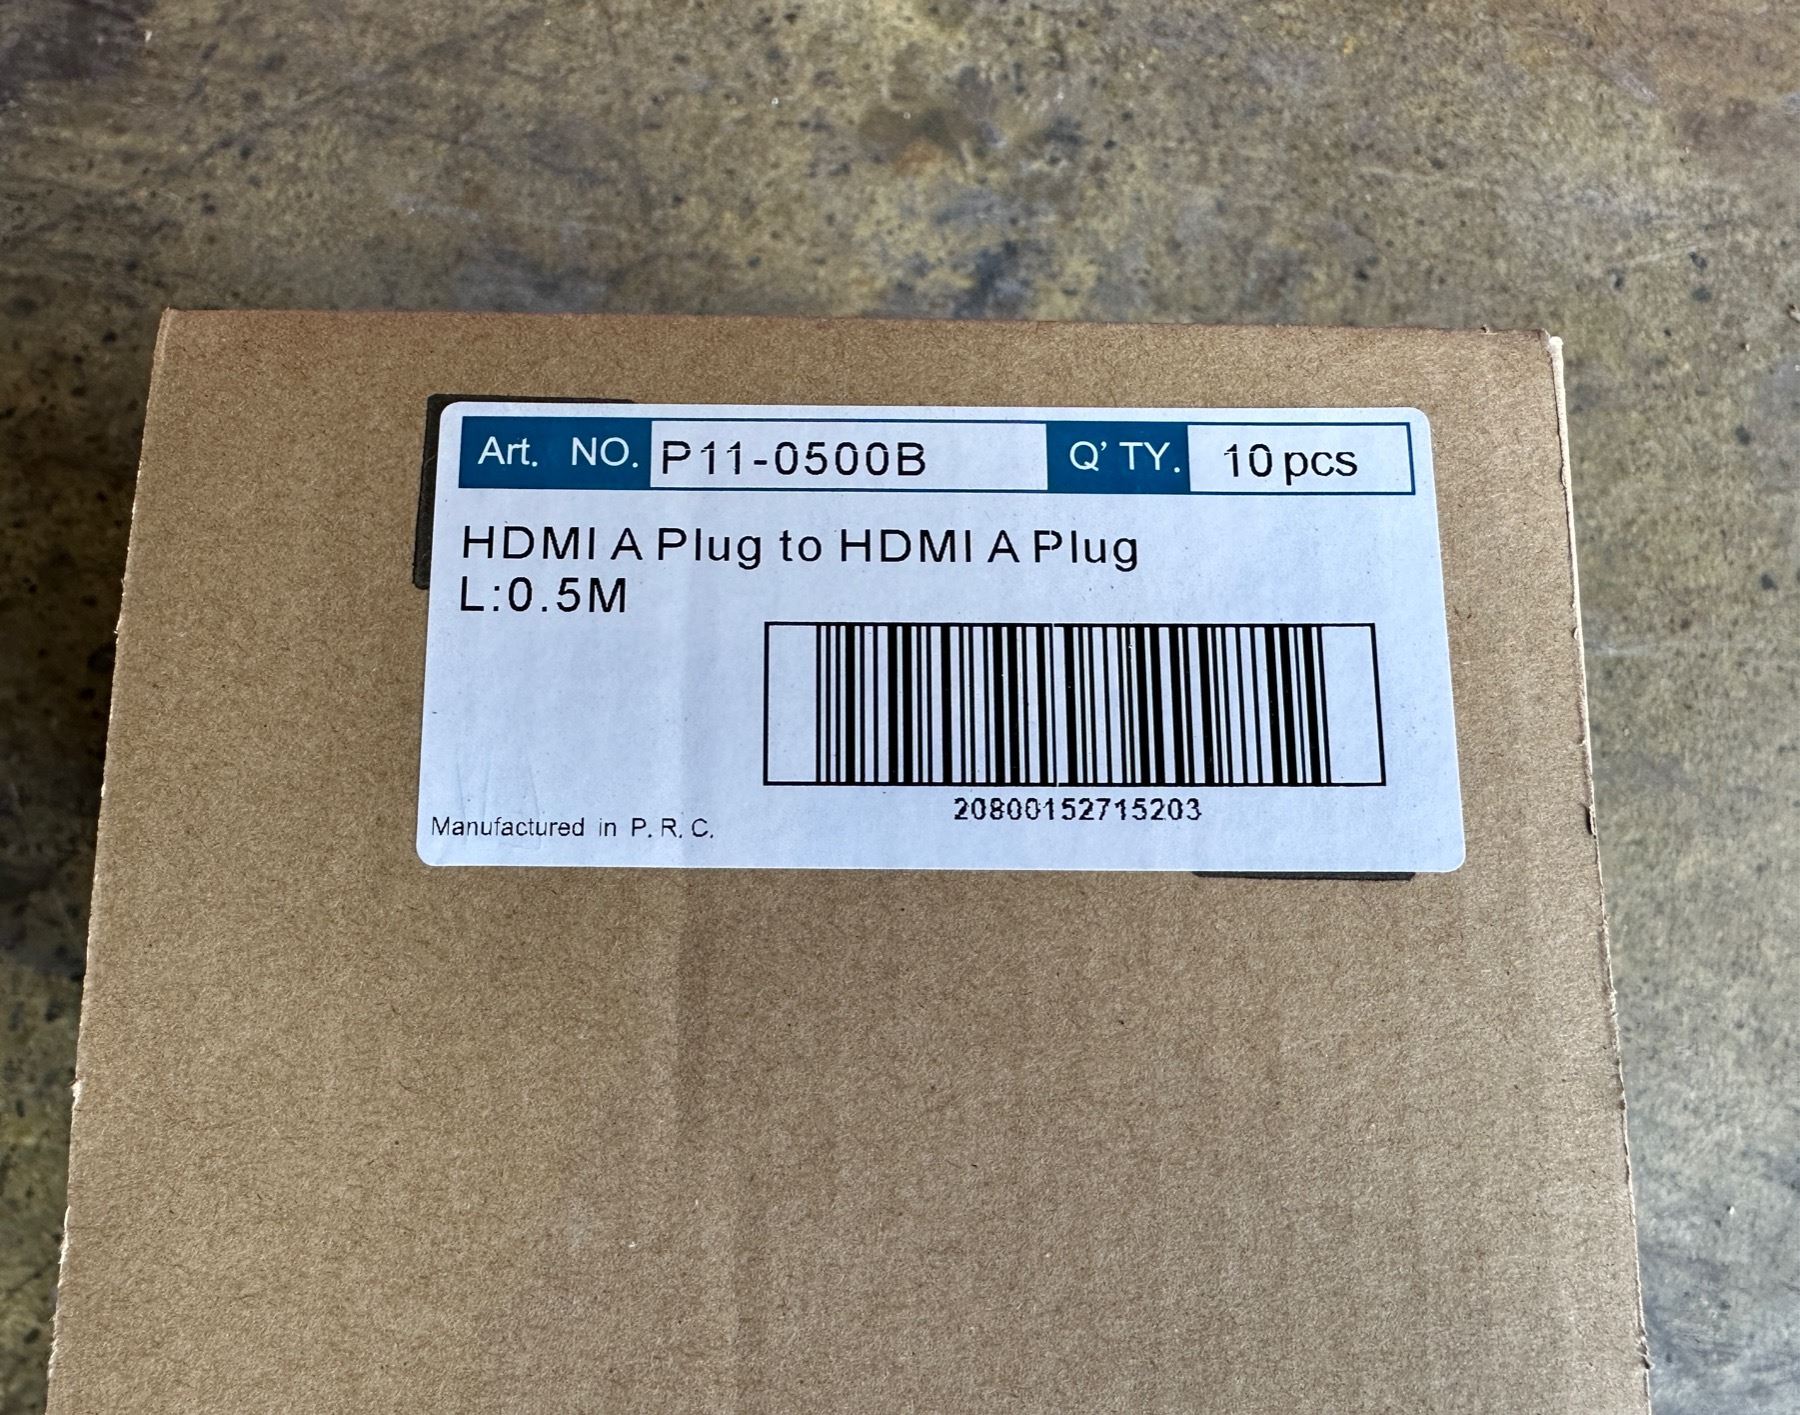 Art. NO. P11-0500B Q'TY. 10 pcs
HDMI A Plug to HDMI A Plug
L:0.5M
20800152715203
Manufactured in P. R. C.